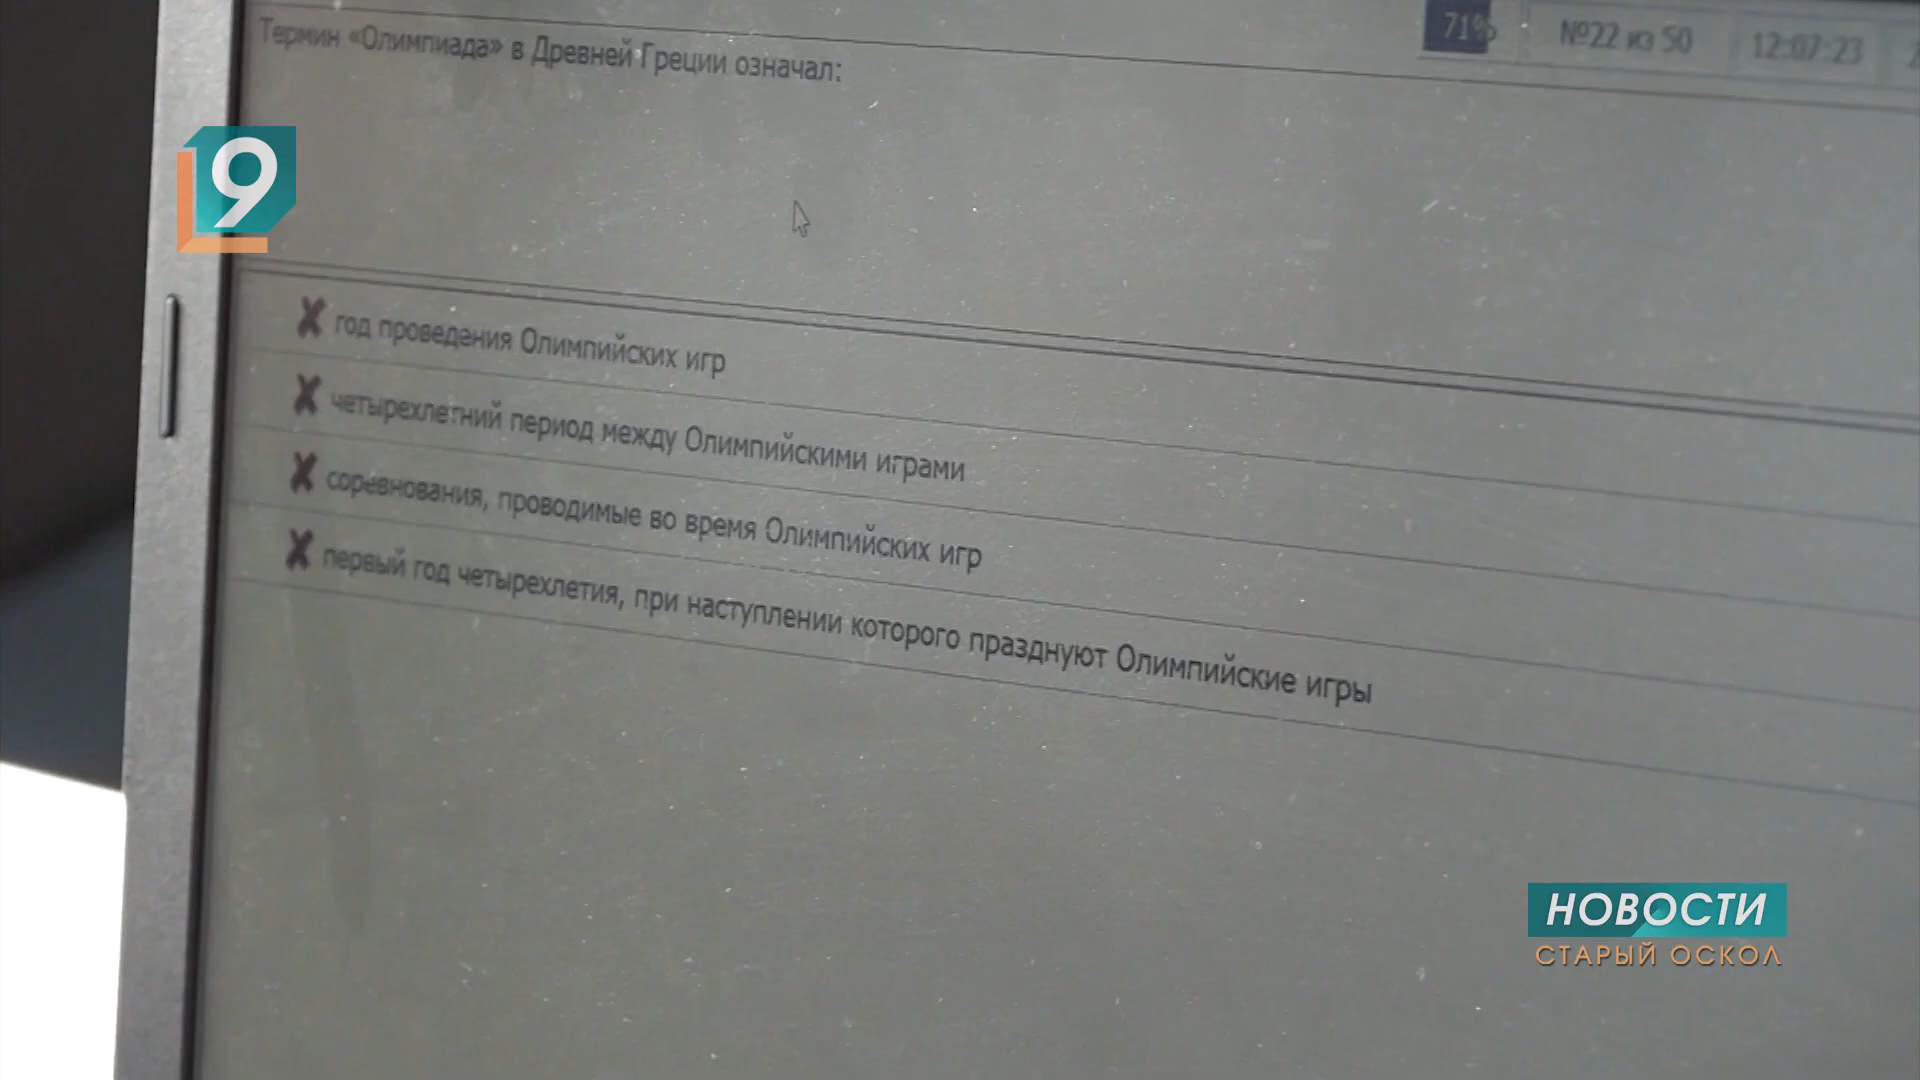 Термин «Олимпиада» в Древней Греции означал:
71%
№22 из 50
12:07:23
9
год проведения Олимпийских игр
четырехлетний период между Олимпийскими играми
соревнования, проводимые во время Олимпийских игр
первый год четырехлетия, при наступлении которого празднуют Олимпийские игры
НОВОСТИ
СТАРЫЙ ОСКОЛ